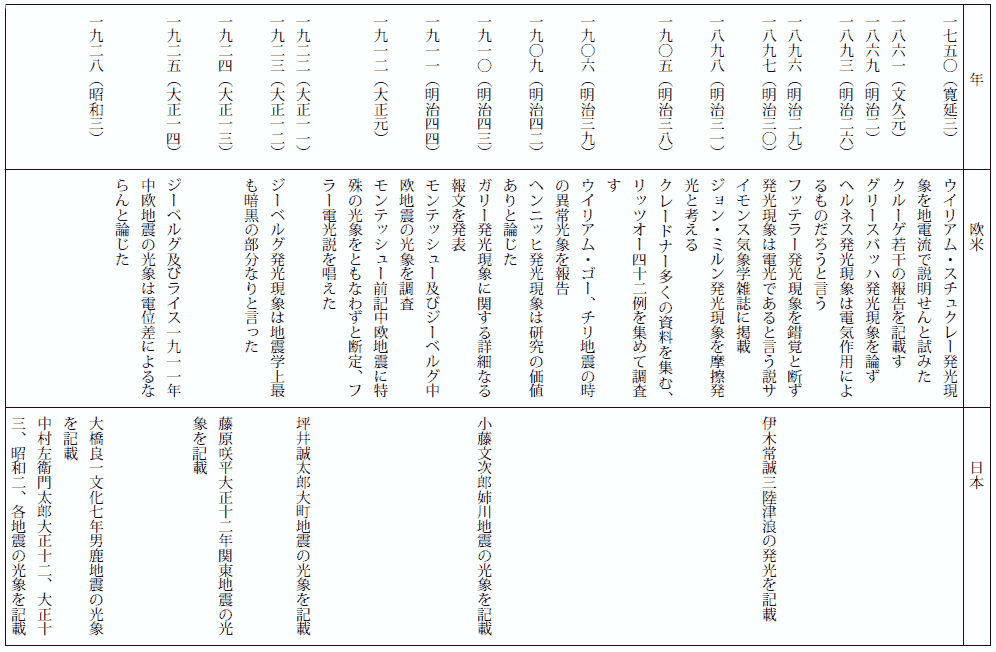 年
欧米
日本
一七五〇（寛延三）
ウイリアム・スチュクレー発光現
象を地電流で説明せんと試みた
一八六一（文久元）
クルーゲ若干の報告を記載す
一八六九（明治二）
グリースバッハ発光現象を論ず
一八九三（明治二六）
ヘルネス発光現象は電気作用によ
るものだろうと言う
一八九六（明治二九）
フッテラー発光現象を錯覚と断ず
一八九七（明治三〇）
発光現象は電光であると言う説サ
イモンス気象学雑誌に掲載
伊木常誠三陸津浪の発光を記載
一八九八（明治三一）
ジョン・ミルン発光現象を摩擦発
光と考える
一九〇五（明治三八）
クレードナー多くの資料を集む、
リッツオー四十二例を集めて調査
す
一九〇六（明治三九）
ウイリアム・ゴー、チリ地震の時
の異常光象を報告
一九〇九（明治四二）
ヘンニッヒ発光現象は研究の価値
ありと論じた
一九一〇（明治四三）
ガリー発光現象に関する詳細なる
報文を発表
小藤文次郎姉川地震の光象を記載
一九一一（明治四四）
モンテッシュー及びジーベルグ中
欧地震の光象を調査
一九一二（大正元）
モンテッシュー前記中欧地震に特
殊の光象をともなわずと断定、フ
ラー電光説を唱えた
一九二二（大正一一）
坪井誠太郎大町地震の光象を記載
一九二三（大正一二）
ジーベルグ発光現象は地震学上最
も暗黒の部分なりと言った
一九二四（大正一三）
藤原咲平大正十二年関東地震の光
象を記載
一九二五（大正一四）
ジーベルグ及びライス一九一一年
中欧地震の光象は電位差によるな
らんと論じた
一九二八（昭和三）
大橋良一文化七年男鹿地震の光象
を記載
中村左衛門太郎大正十二、大正十
三、昭和二、各地震の光象を記載